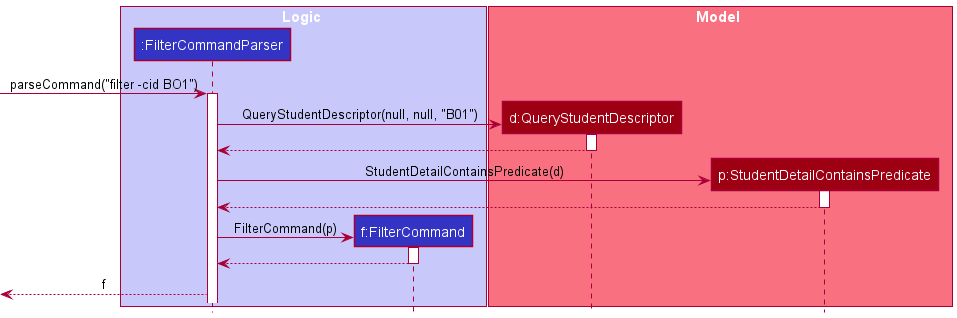 Logic
Model
:FilterCommandParser
parseCommand("filter -cid BO1")
QueryStudentDescriptor(null, null, "B01")
d:QueryStudentDescriptor
StudentDetailContainsPredicate(d)
p:StudentDetailContainsPredicate
FilterCommand(p)
f:FilterCommand
f